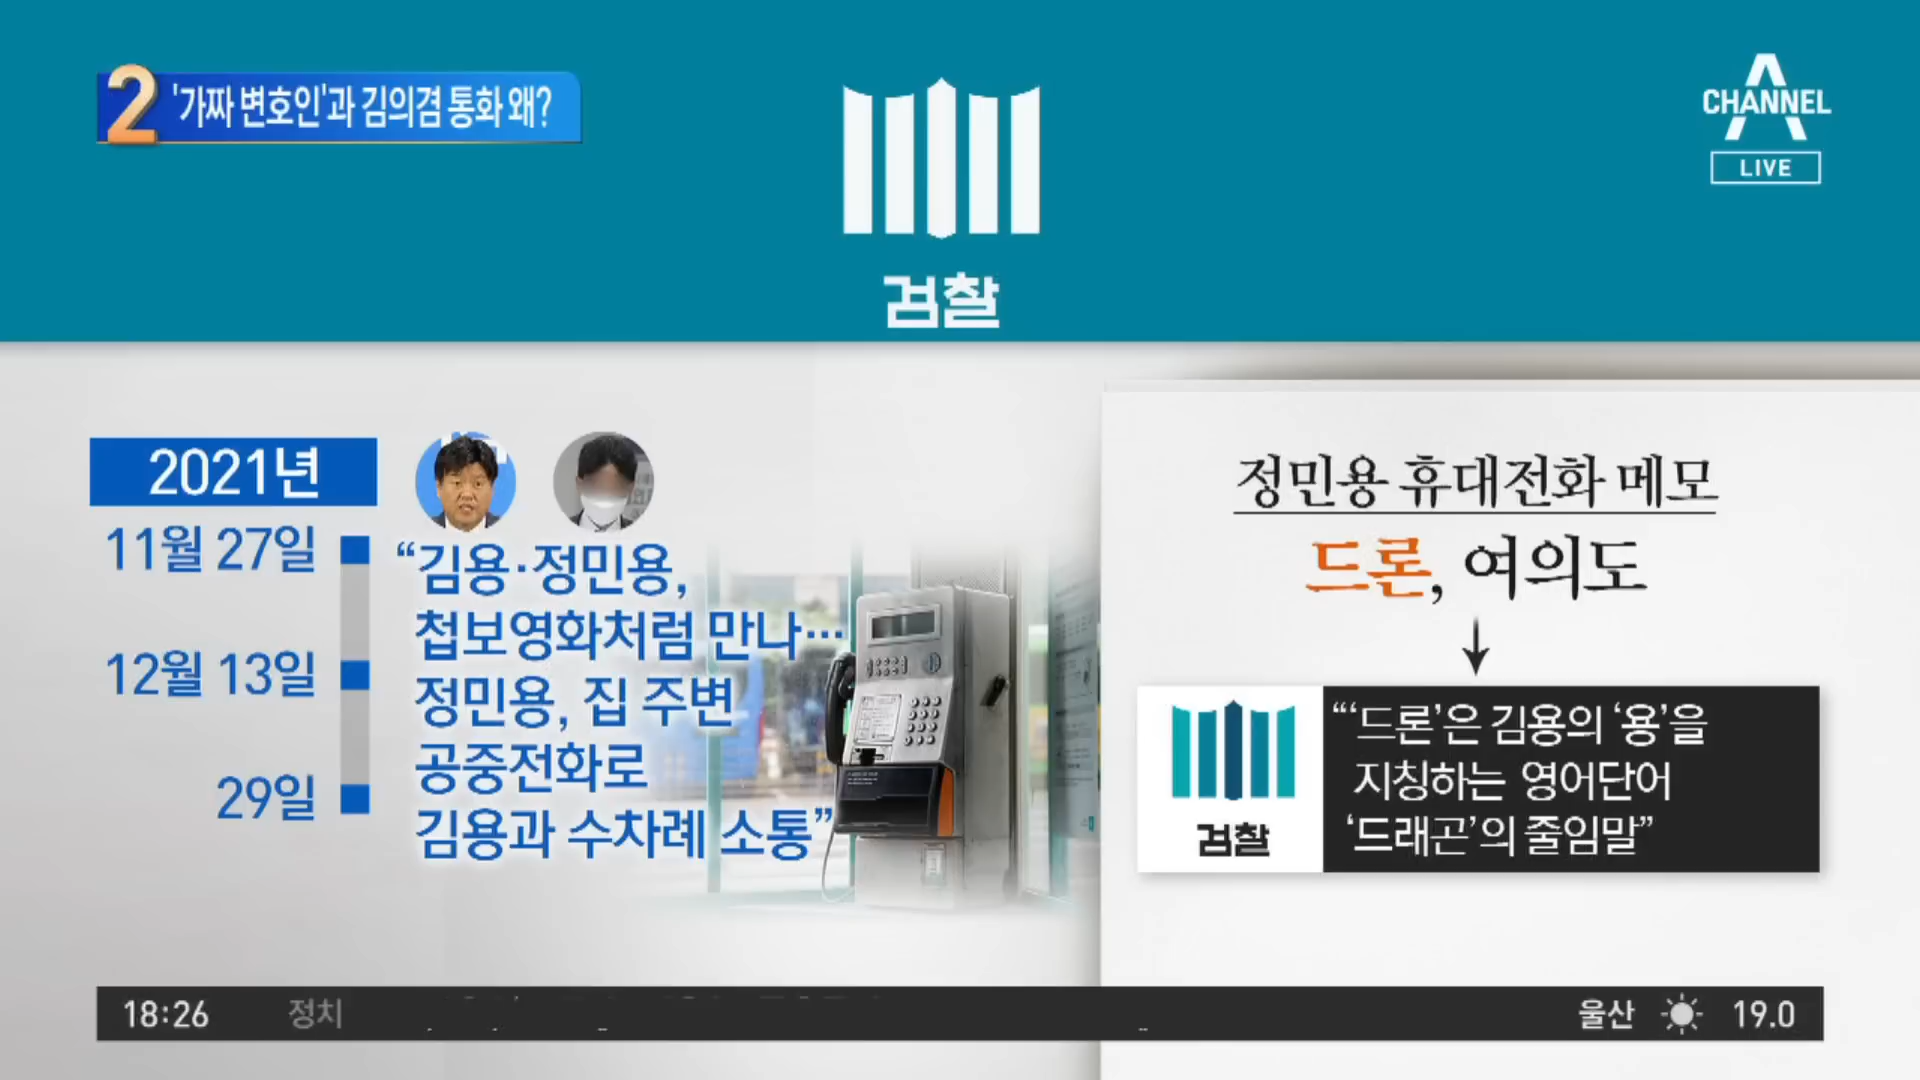 2 '가짜 변호인'과 김의겸 통화 왜?
CHANNEL A
LIVE
검찰
2021년
11월 27일
12월 13일
29일
“김용·정민용,
첩보영화처럼 만나…
정민용, 집 주변
공중전화로
김용과 수차례 소통”
정민용 휴대전화 메모
드론, 여의도
검찰
“‘드론’은 김용의 ‘용’을
지칭하는 영어단어
‘드래곤’의 줄임말”
18:26 정치
울산 19.0